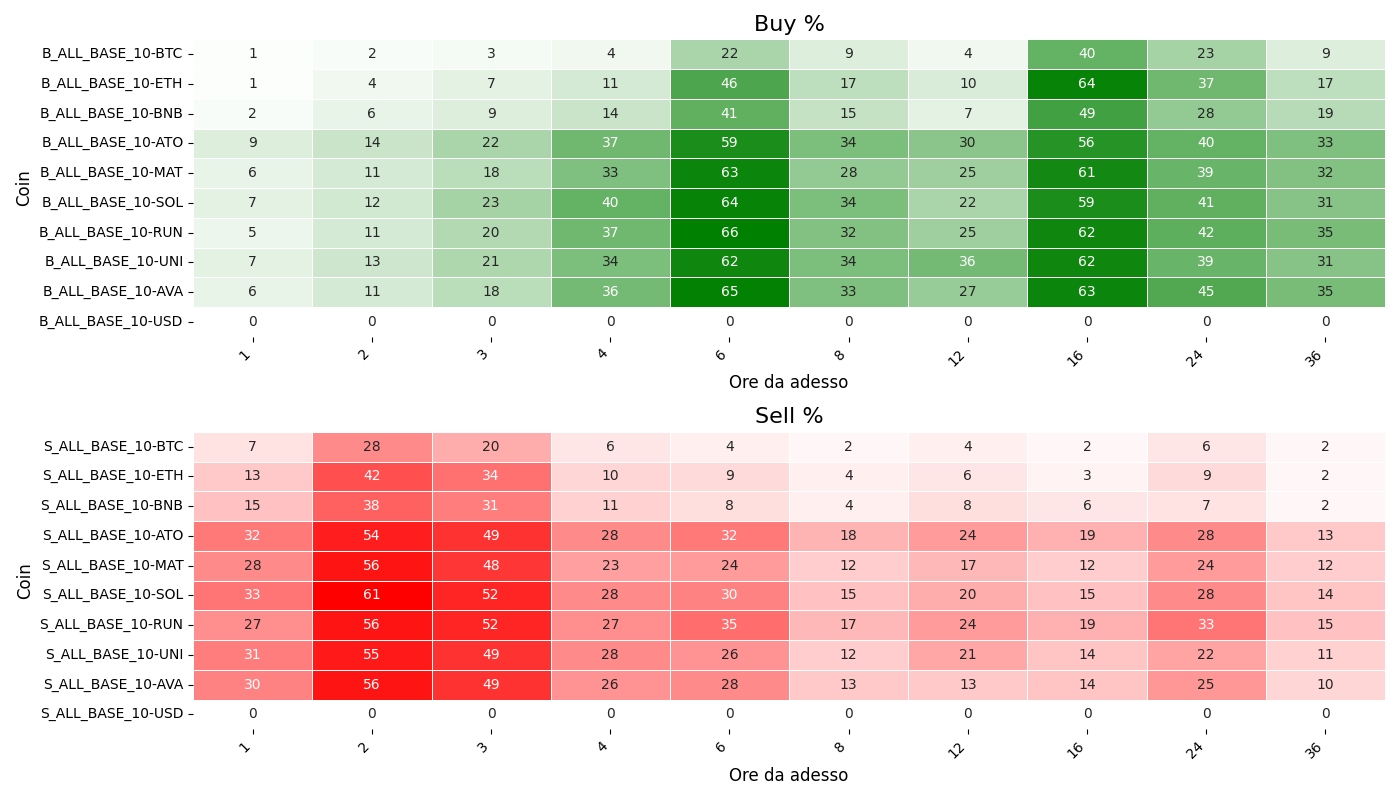 Buy %
Coin
B_ALL_BASE_10-BTC 1 2 3 4 22 9 4 40 23 9
B_ALL_BASE_10-ETH 1 4 7 11 46 17 10 64 37 17
B_ALL_BASE_10-BNB 2 6 9 14 41 15 7 49 28 19
B_ALL_BASE_10-ATO 9 14 22 37 59 34 30 56 40 33
B_ALL_BASE_10-MAT 6 11 18 33 63 28 25 61 39 32
B_ALL_BASE_10-SOL 7 12 23 40 64 34 22 59 41 31
B_ALL_BASE_10-RUN 5 11 20 37 66 32 25 62 42 35
B_ALL_BASE_10-UNI 7 13 21 34 62 34 36 62 39 31
B_ALL_BASE_10-AVA 6 11 18 36 65 33 27 63 45 35
B_ALL_BASE_10-USD 0 0 0 0 0 0 0 0 0 0
1 2 3 4 6 8 12 16 24 36
Ore da adesso
Sell %
Coin
S_ALL_BASE_10-BTC 7 28 20 6 4 2 4 2 6 2
S_ALL_BASE_10-ETH 13 42 34 10 9 4 6 3 9 2
S_ALL_BASE_10-BNB 15 38 31 11 8 4 8 6 7 2
S_ALL_BASE_10-ATO 32 54 49 28 32 18 24 19 28 13
S_ALL_BASE_10-MAT 28 56 48 23 24 12 17 12 24 12
S_ALL_BASE_10-SOL 33 61 52 28 30 15 20 15 28 14
S_ALL_BASE_10-RUN 27 56 52 27 35 17 24 19 33 15
S_ALL_BASE_10-UNI 31 55 49 28 26 12 21 14 22 11
S_ALL_BASE_10-AVA 30 56 49 26 28 13 13 14 25 10
S_ALL_BASE_10-USD 0 0 0 0 0 0 0 0 0 0
1 2 3 4 6 8 12 16 24 36
Ore da adesso